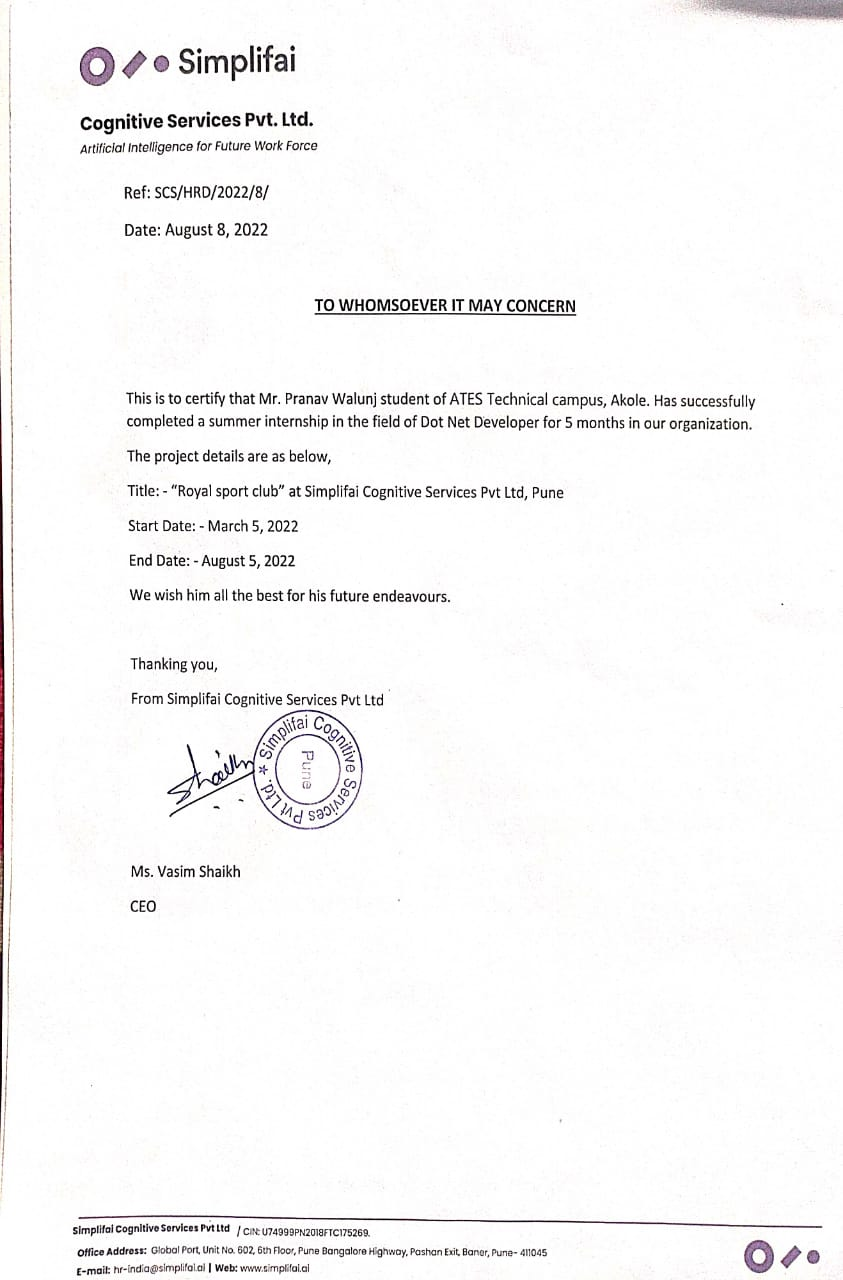 Simplifai
Cognitive Services Pvt. Ltd.
Artificial Intelligence for Future Work Force
Ref: SCS/HRD/2022/8/
Date: August 8, 2022
TO WHOMSOEVER IT MAY CONCERN
This is to certify that Mr. Pranav Walunj student of ATES Technical campus, Akole. Has successfully
completed a summer internship in the field of Dot Net Developer for 5 months in our organization.
The project details are as below,
Title: - “Royal sport club” at Simplifai Cognitive Services Pvt Ltd, Pune
Start Date: - March 5, 2022
End Date: - August 5, 2022
We wish him all the best for his future endeavours.
Thanking you,
From Simplifai Cognitive Services Pvt Ltd
Shaikh
Simplifai Cognitive Services Pvt Ltd. *
Pune
Ms. Vasim Shaikh
CEO
Simplifai Cognitive Services Pvt Ltd / CIN: U74999PN2018FTC175269.
Office Address: Global Port, Unit No. 602, 6th Floor, Pune Bangalore Highway, Pashan Exit, Baner, Pune- 411045
E-mail: hr-india@simplifai.ai | Web: www.simplifai.ai